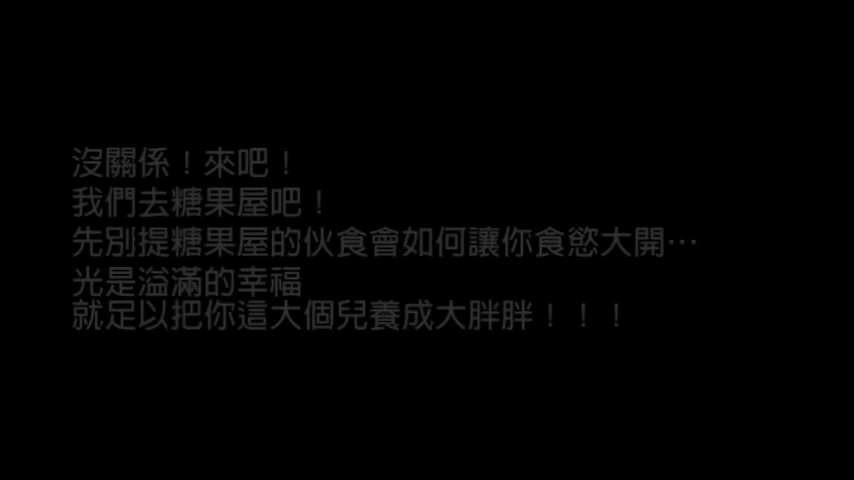 沒關係！來吧！
我們去糖果屋吧！
先別提糖果屋的伙食會如何讓你食慾大開…
光是溢滿的幸福
就足以把你這大個兒養成大胖胖！！！